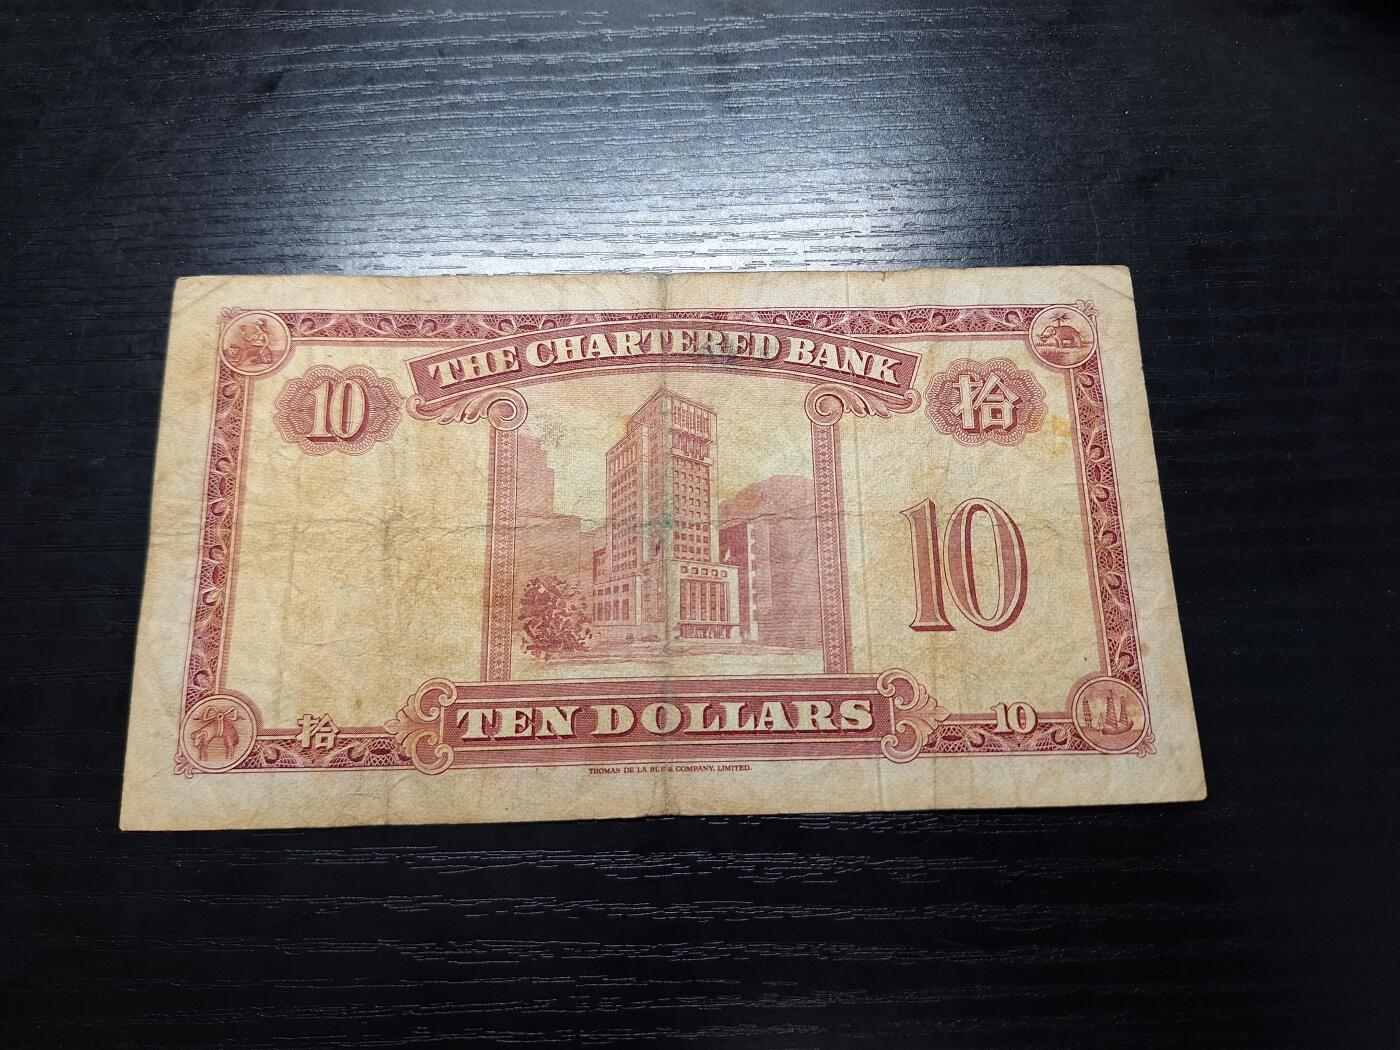 THE CHARTERED BANK
10
拾
10
TEN DOLLARS
拾
10
THOMAS DE LA RUE & COMPANY, LIMITED.